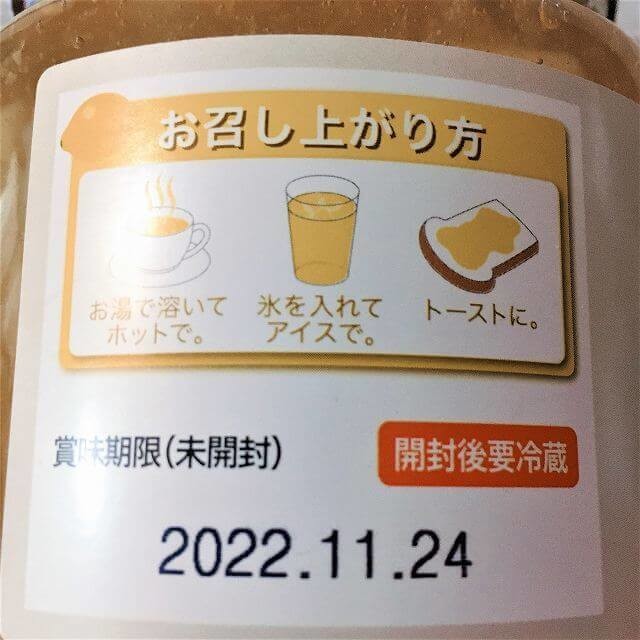 お召し上がり方
お湯で溶いて
ホットで。
氷を入れて
アイスで。
トーストに。
賞味期限(未開封)
開封後要冷蔵
2022.11.24